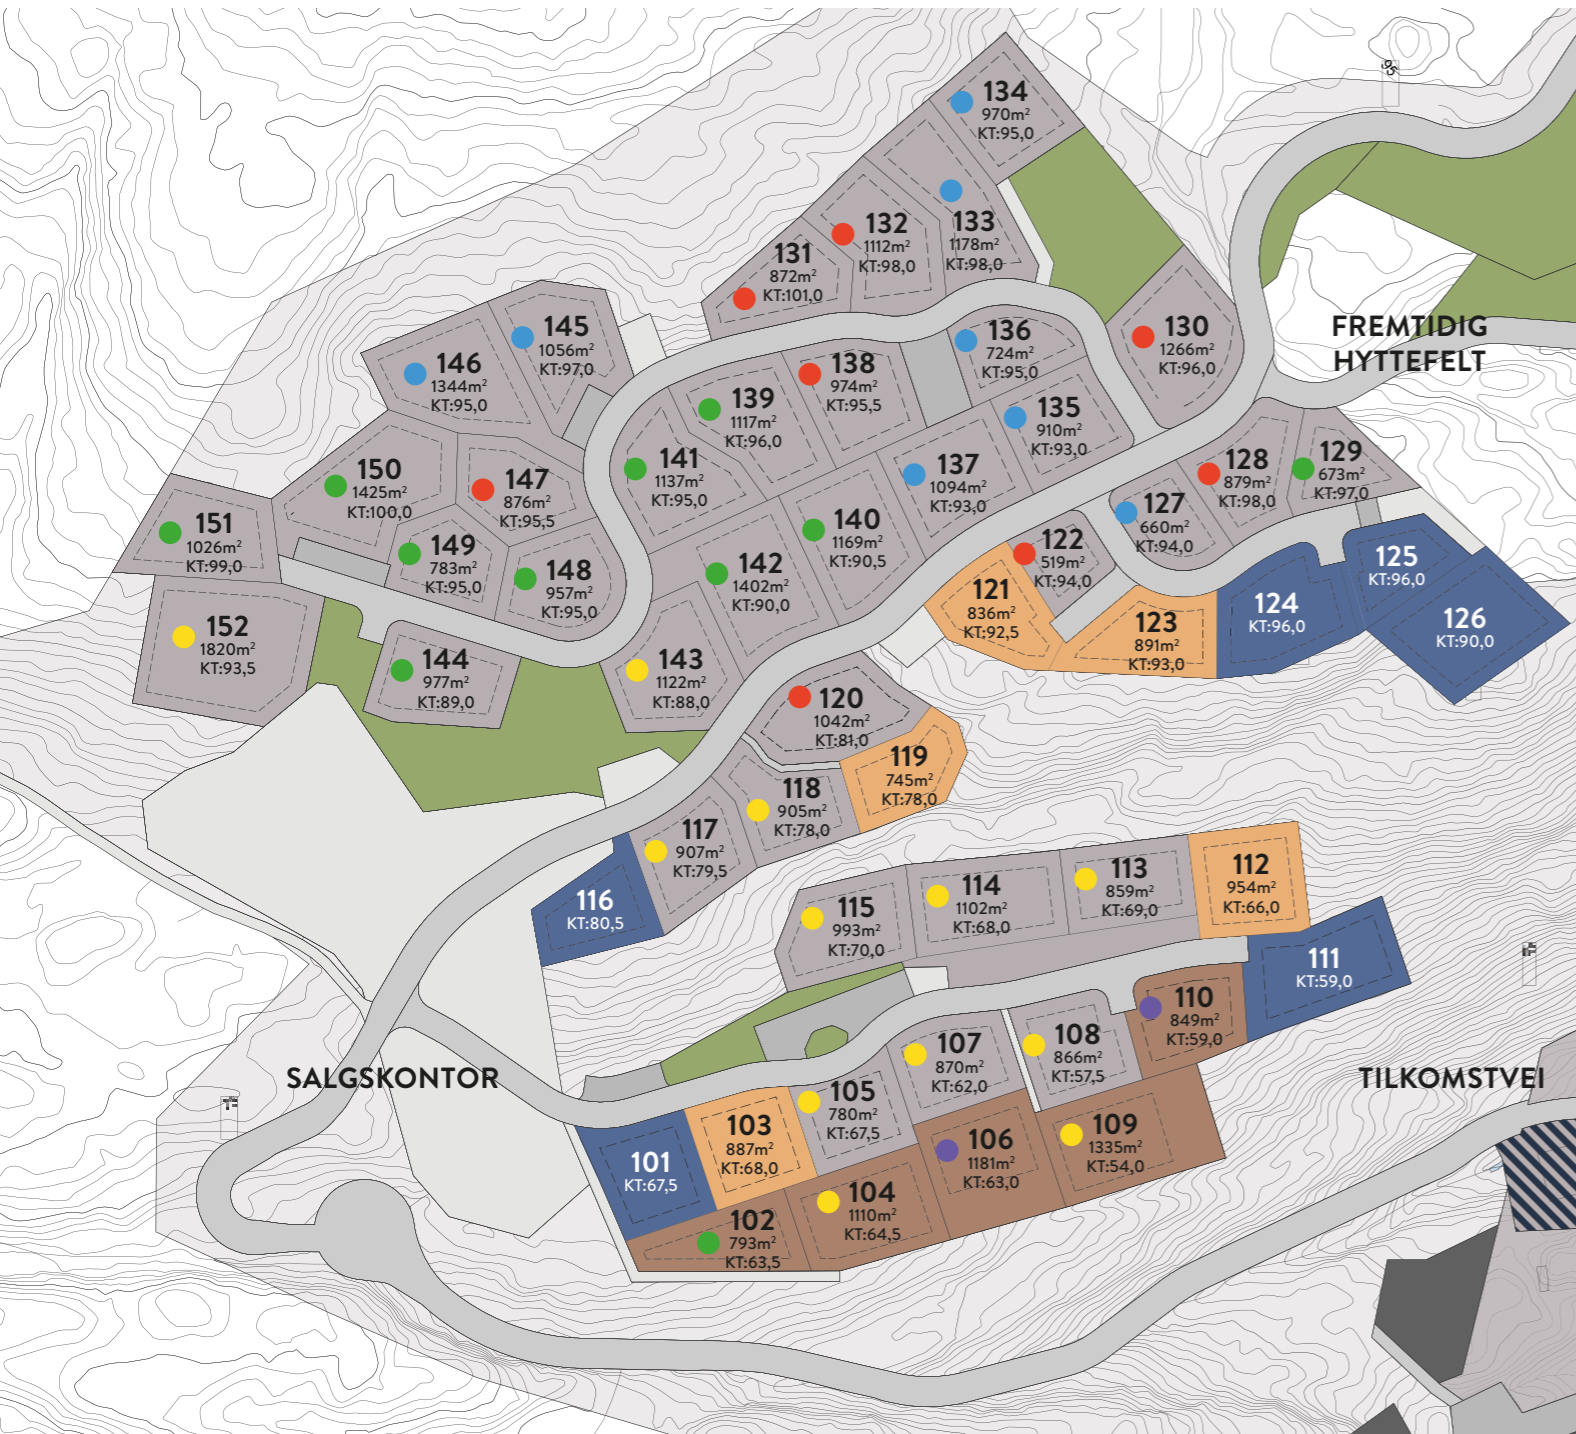 134
970m²
KT:95,0
133
1178m²
KT:98,0
132
1112m²
KT:98,0
131
872m²
KT:101,0
130
1266m²
KT:96,0
FREMTIDIG
HYTTEFELT
145
1056m²
KT:97,0
146
1344m²
KT:95,0
136
724m²
KT:95,0
138
974m²
KT:95,5
139
1117m²
KT:96,0
135
910m²
KT:93,0
141
1137m²
KT:95,0
137
1094m²
KT:93,0
128
879m²
KT:98,0
129
673m²
KT:97,0
150
1425m²
KT:100,0
147
876m²
KT:95,5
127
660m²
KT:94,0
151
1026m²
KT:99,0
149
783m²
KT:95,0
148
957m²
KT:95,0
142
1402m²
KT:90,0
140
1169m²
KT:90,5
122
519m²
KT:94,0
125
KT:96,0
121
836m²
KT:92,5
123
891m²
KT:93,0
124
KT:96,0
126
KT:90,0
152
1820m²
KT:93,5
144
977m²
KT:89,0
143
1122m²
KT:88,0
120
1042m²
KT:81,0
119
745m²
KT:78,0
118
905m²
KT:78,0
117
907m²
KT:79,5
116
KT:80,5
115
993m²
KT:70,0
114
1102m²
KT:68,0
113
859m²
KT:69,0
112
954m²
KT:66,0
111
KT:59,0
110
849m²
KT:59,0
108
866m²
KT:57,5
107
870m²
KT:62,0
SALGSKONTOR
TILKOMSTVEI
105
780m²
KT:67,5
103
887m²
KT:68,0
101
KT:67,5
109
1335m²
KT:54,0
106
1181m²
KT:63,0
104
1110m²
KT:64,5
102
793m²
KT:63,5